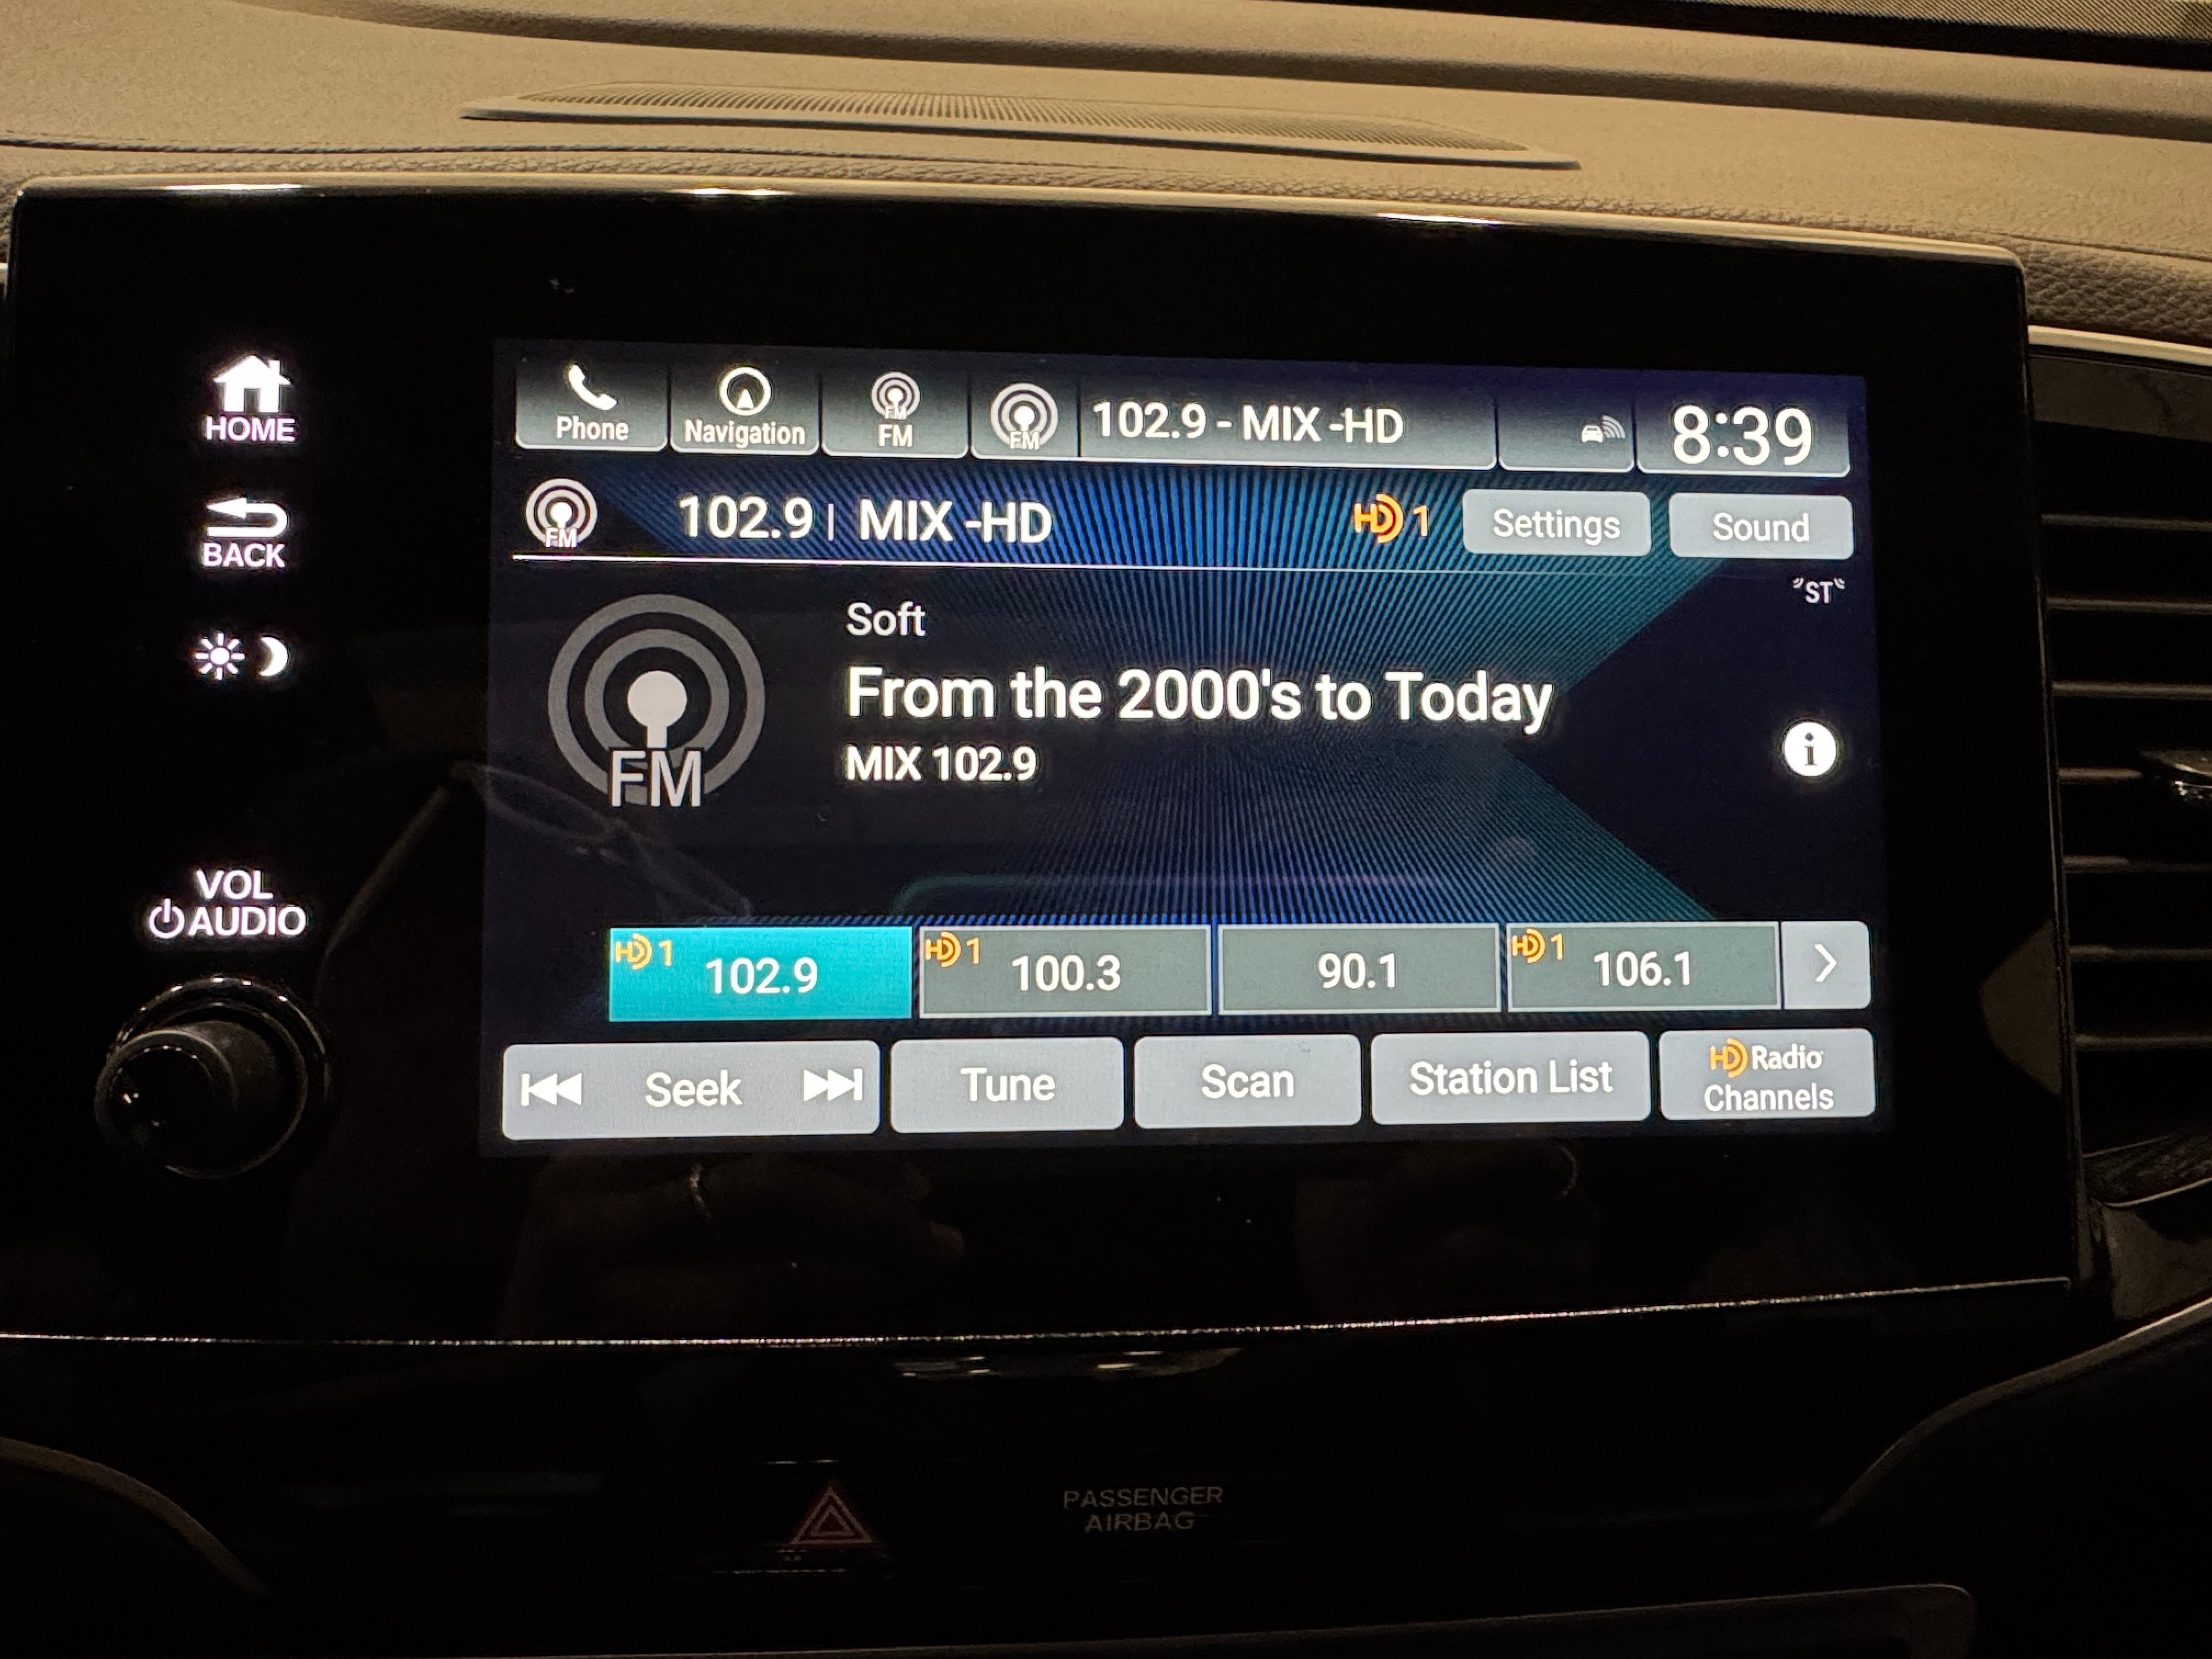 HOME
BACK
VOL
AUDIO
Phone
Navigation
FM
FM
FM
102.9 - MIX -HD
8:39
FM
102.9 | MIX -HD
HD 1
Settings
Sound
ST
Soft
From the 2000's to Today
MIX 102.9
FM
i
HD 1 102.9
HD 1 100.3
90.1
HD 1 106.1
Seek
Tune
Scan
Station List
HD Radio
Channels
PASSENGER
AIRBAG